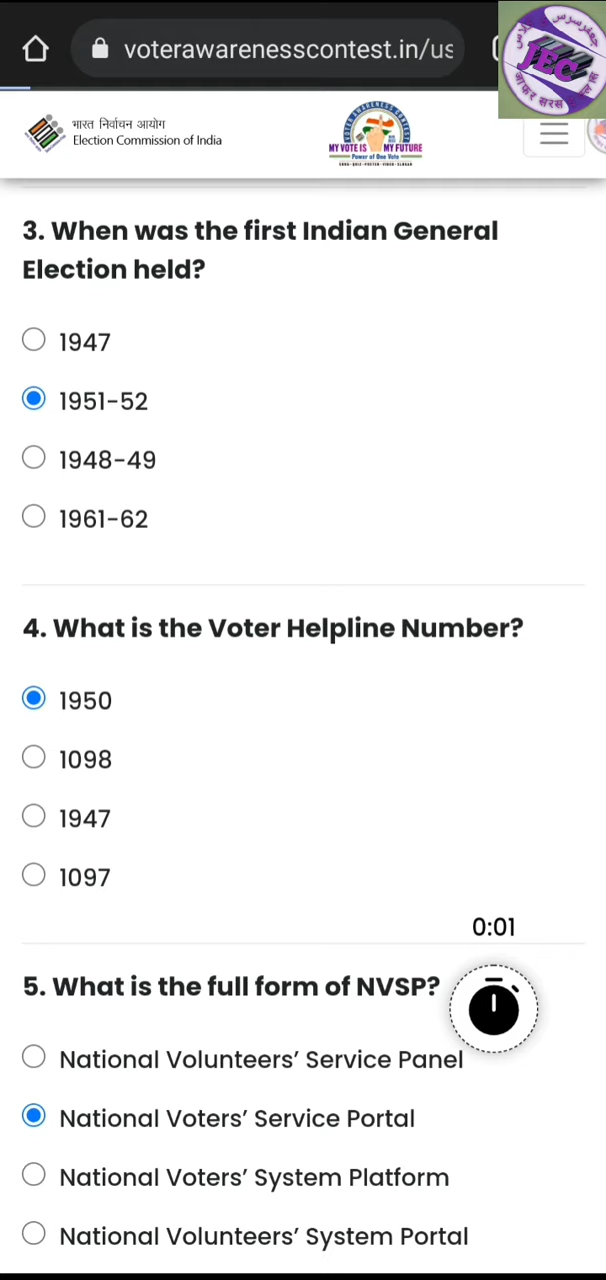 voterawarenesscontest.in/us
JEC
जाफर सरस
भारत निर्वाचन आयोग
Election Commission of India
MY VOTE IS MY FUTURE
Power of One Vote
3. When was the first Indian General
Election held?
1947
1951-52
1948-49
1961-62
4. What is the Voter Helpline Number?
1950
1098
1947
1097
0:01
5. What is the full form of NVSP?
National Volunteers’ Service Panel
National Voters’ Service Portal
National Voters’ System Platform
National Volunteers’ System Portal